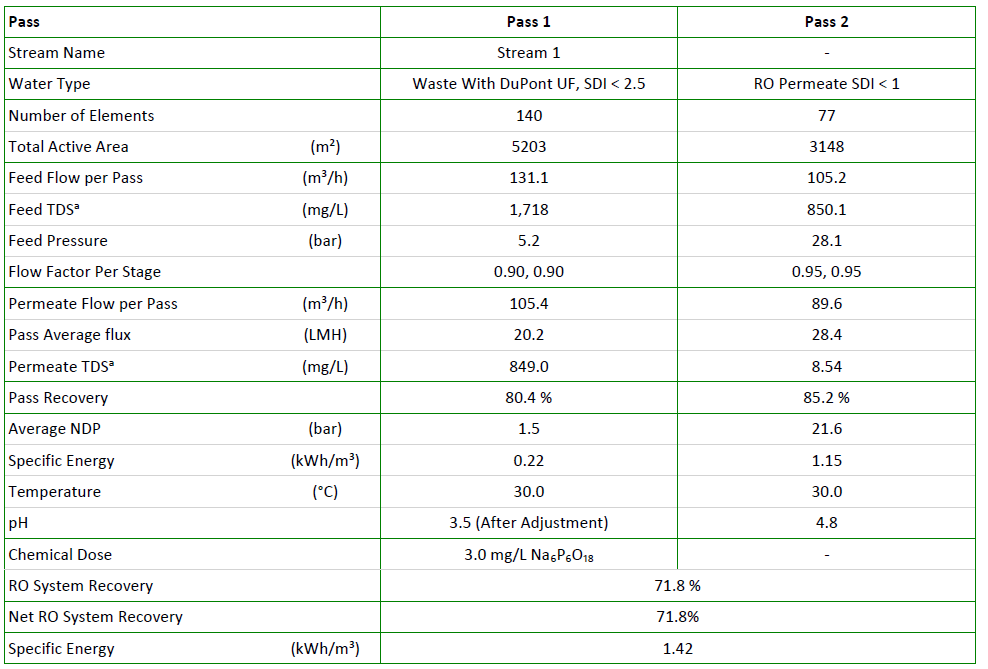 Pass Pass 1 Pass 2
Stream Name Stream 1 -
Water Type Waste With DuPont UF, SDI < 2.5 RO Permeate SDI < 1
Number of Elements 140 77
Total Active Area (m²) 5203 3148
Feed Flow per Pass (m³/h) 131.1 105.2
Feed TDSᵃ (mg/L) 1,718 850.1
Feed Pressure (bar) 5.2 28.1
Flow Factor Per Stage 0.90, 0.90 0.95, 0.95
Permeate Flow per Pass (m³/h) 105.4 89.6
Pass Average flux (LMH) 20.2 28.4
Permeate TDSᵃ (mg/L) 849.0 8.54
Pass Recovery 80.4 % 85.2 %
Average NDP (bar) 1.5 21.6
Specific Energy (kWh/m³) 0.22 1.15
Temperature (°C) 30.0 30.0
pH 3.5 (After Adjustment) 4.8
Chemical Dose 3.0 mg/L Na₆P₆O₁₈ -
RO System Recovery 71.8 %
Net RO System Recovery 71.8%
Specific Energy (kWh/m³) 1.42